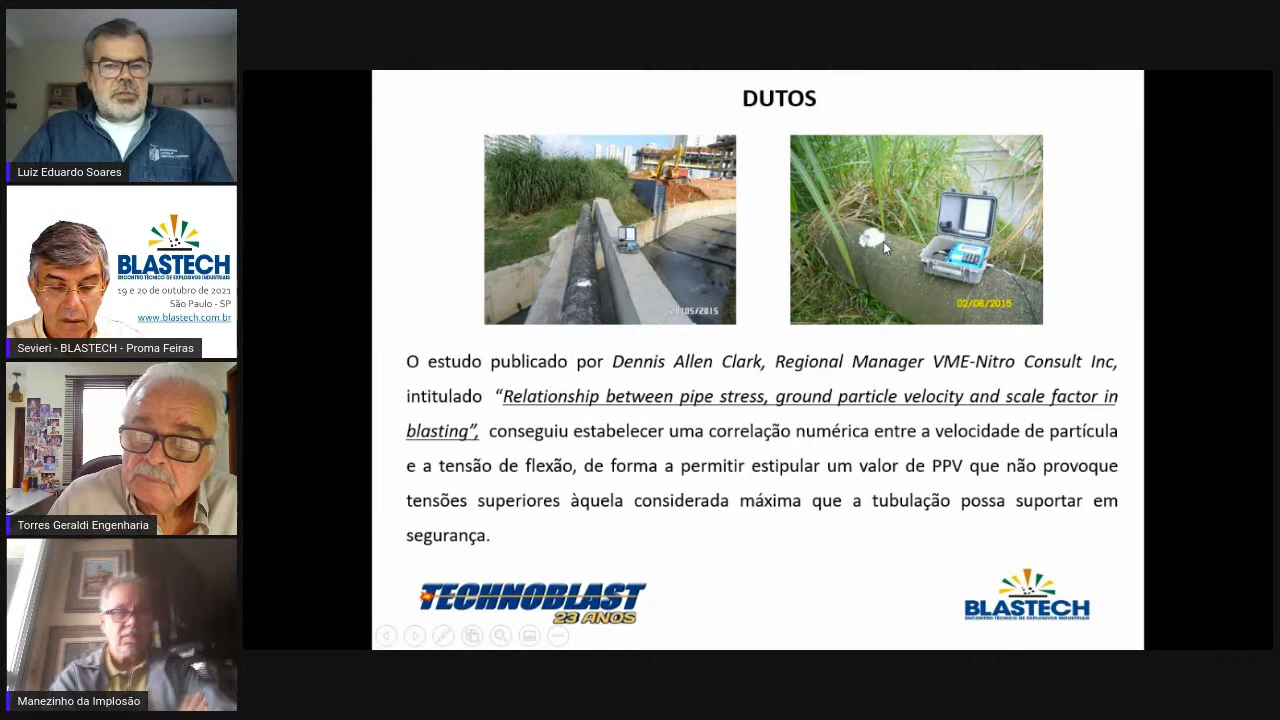 Luiz Eduardo Soares
BLASTECH
ENCONTRO TÉCNICO DE EXPLOSIVOS INDUSTRIAIS
19 e 20 de outubro de 2021
São Paulo - SP
www.blastech.com.br
Sevieri - BLASTECH - Proma Feiras
Torres Geraldi Engenharia
Manezinho da Implosão
DUTOS
02/06/2015
O estudo publicado por Dennis Allen Clark, Regional Manager VME-Nitro Consult Inc,
intitulado “Relationship between pipe stress, ground particle velocity and scale factor in
blasting”, conseguiu estabelecer uma correlação numérica entre a velocidade de partícula
e a tensão de flexão, de forma a permitir estipular um valor de PPV que não provoque
tensões superiores àquela considerada máxima que a tubulação possa suportar em
segurança.
TECHNOBLAST
23 ANOS
BLASTECH
ENCONTRO TÉCNICO DE EXPLOSIVOS INDUSTRIAIS